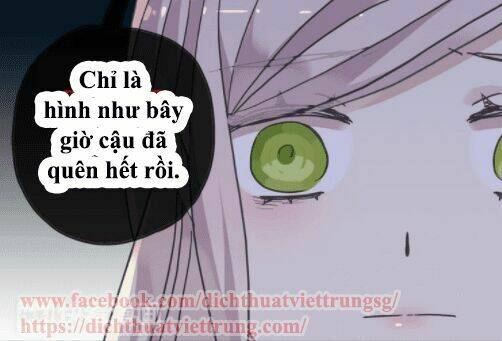 Chỉ là
hình như bây
giờ cậu đã
quên hết rồi.
www.facebook.com/dichthuatviettrungsg/
https://dichthuatviettrung.com/